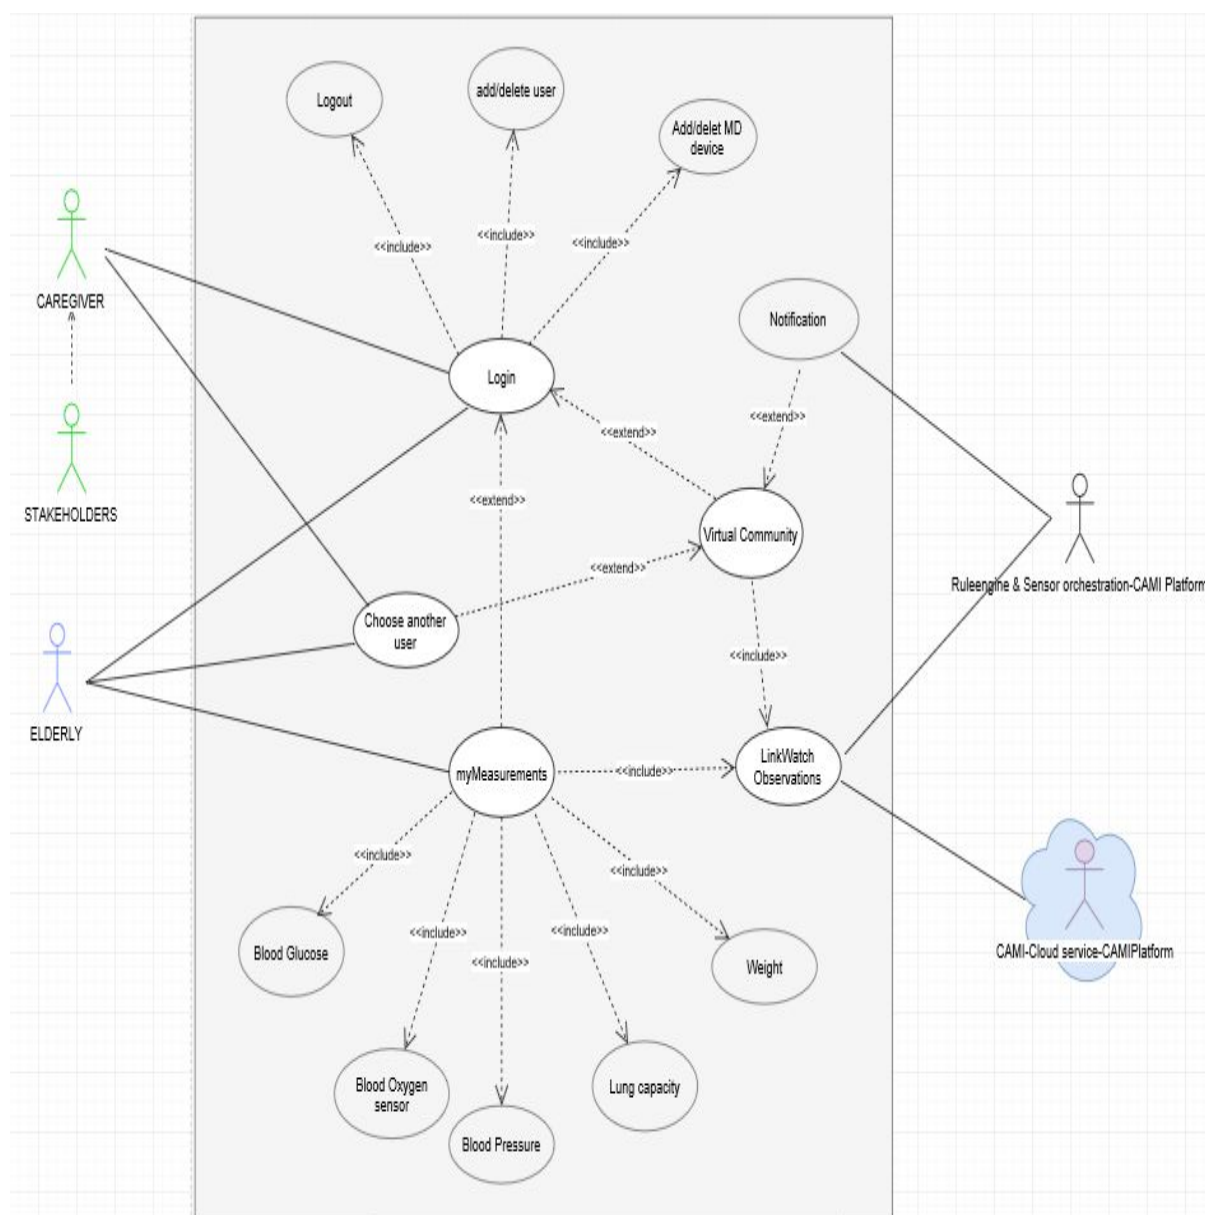 Logout
add/delete user
Add/delet MD
device
<<include>>
<<include>>
<<include>>
CAREGIVER
Notification
Login
<<extend>>
<<extend>>
<<extend>>
STAKEHOLDERS
Virtual Community
<<extend>>
Ruleengine & Sensor orchestration-CAMI Platform
Choose another
user
<<include>>
ELDERLY
myMeasurements
<<include>>
LinkWatch
Observations
<<include>>
<<include>>
<<include>>
<<include>>
<<include>>
Blood Glucose
Weight
CAMI-Cloud service-CAMIPlatform
Blood Oxygen
sensor
Lung capacity
Blood Pressure